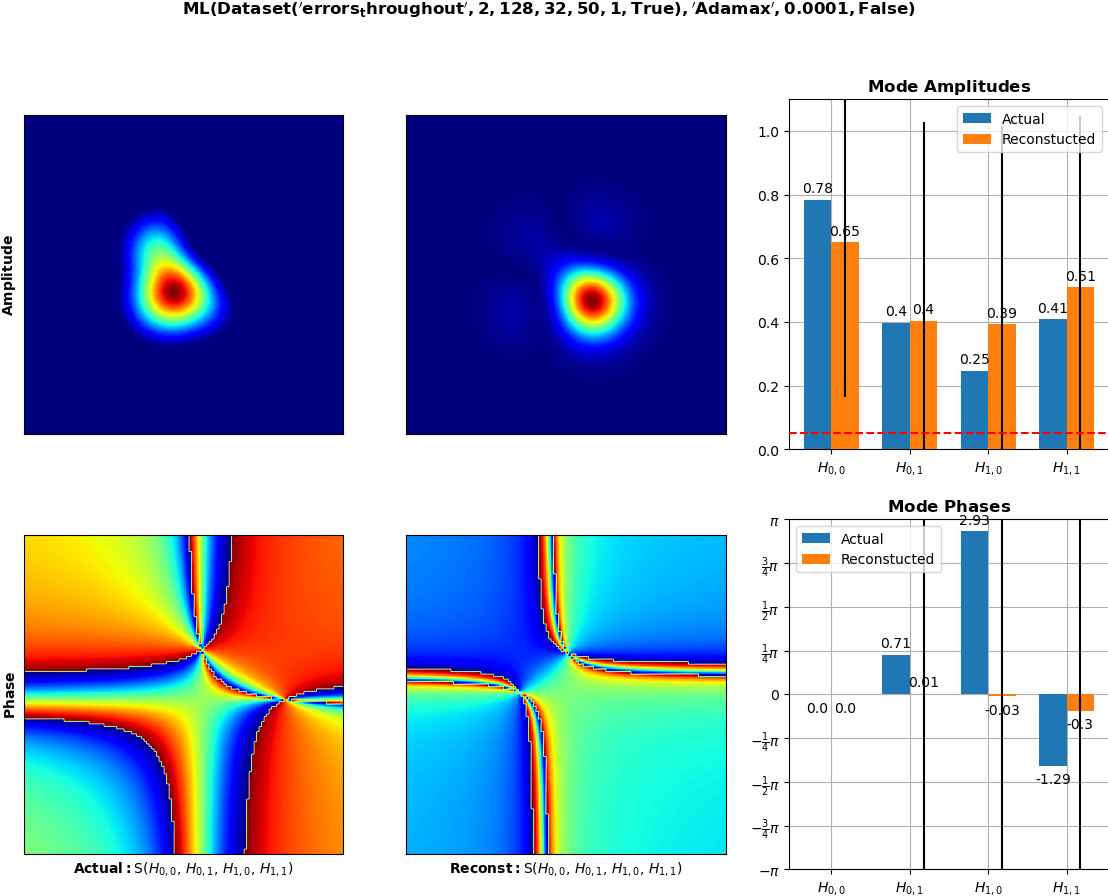 ML(Dataset('errors_throughout', 2, 128, 32, 50, 1, True), 'Adamax', 0.0001, False)
Mode Amplitudes
Amplitude
Actual
Reconstucted
1.0
0.8
0.6
0.4
0.2
0.0
0.78
0.65
0.4
0.4
0.25
0.39
0.41
0.51
H0,0
H0,1
H1,0
H1,1
Mode Phases
Phase
Actual
Reconstucted
π
3/4π
1/2π
1/4π
0
−1/4π
−1/2π
−3/4π
−π
0.0
0.0
0.71
0.01
2.93
-0.03
-1.29
-0.3
H0,0
H0,1
H1,0
H1,1
Actual: S(H0,0, H0,1, H1,0, H1,1)
Reconst: S(H0,0, H0,1, H1,0, H1,1)